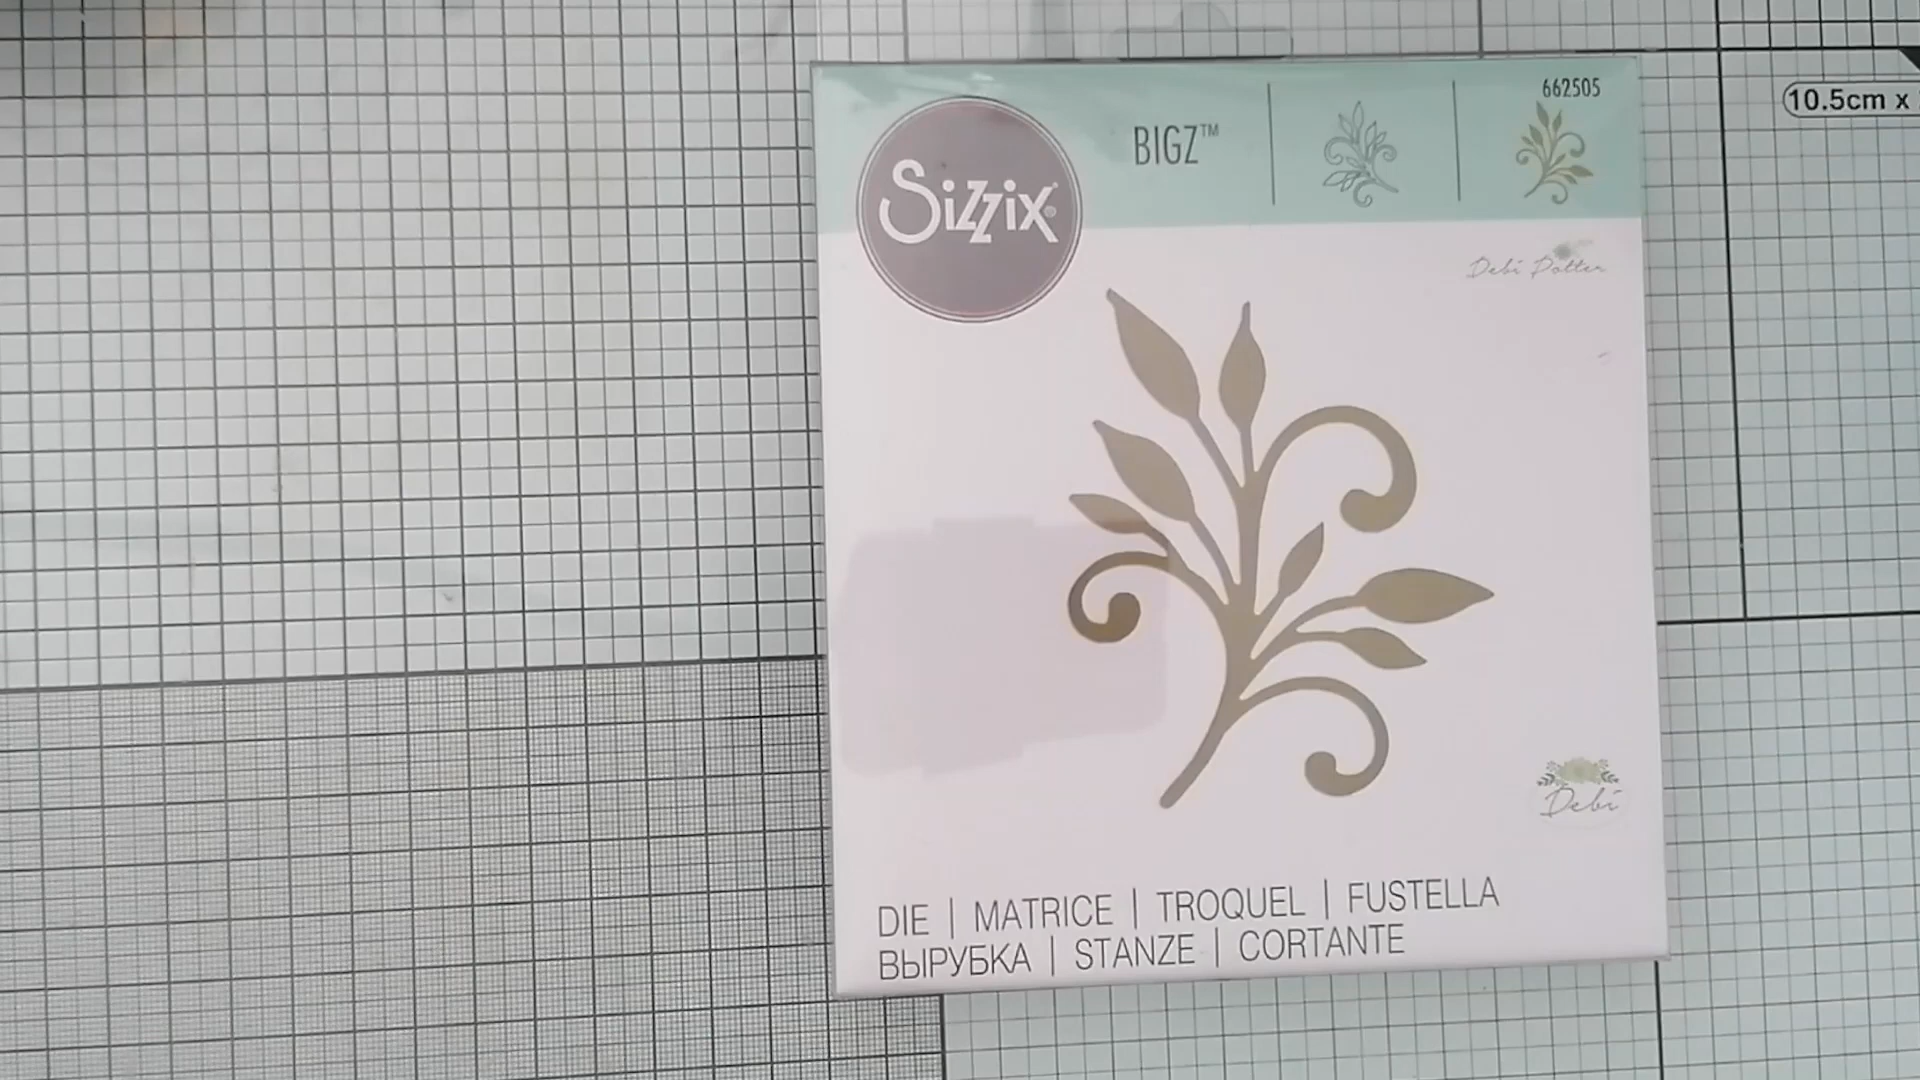 662505
10.5cm x
BIGZ™
Sizzix®
Debi Potter
Debi
DIE | MATRICE | TROQUEL | FUSTELLA
ВЫРУБКА | STANZE | CORTANTE